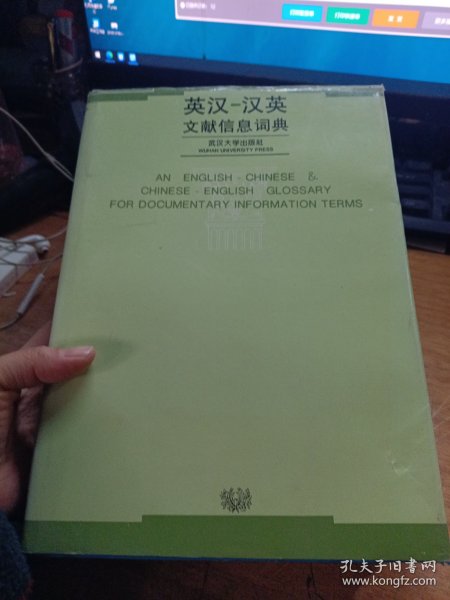 英汉-汉英
文献信息词典
武汉大学出版社
WUHAN UNIVERSITY PRESS
AN ENGLISH-CHINESE &
CHINESE-ENGLISH GLOSSARY
FOR DOCUMENTARY INFORMATION TERMS
孔夫子旧书网
www.kongfz.com